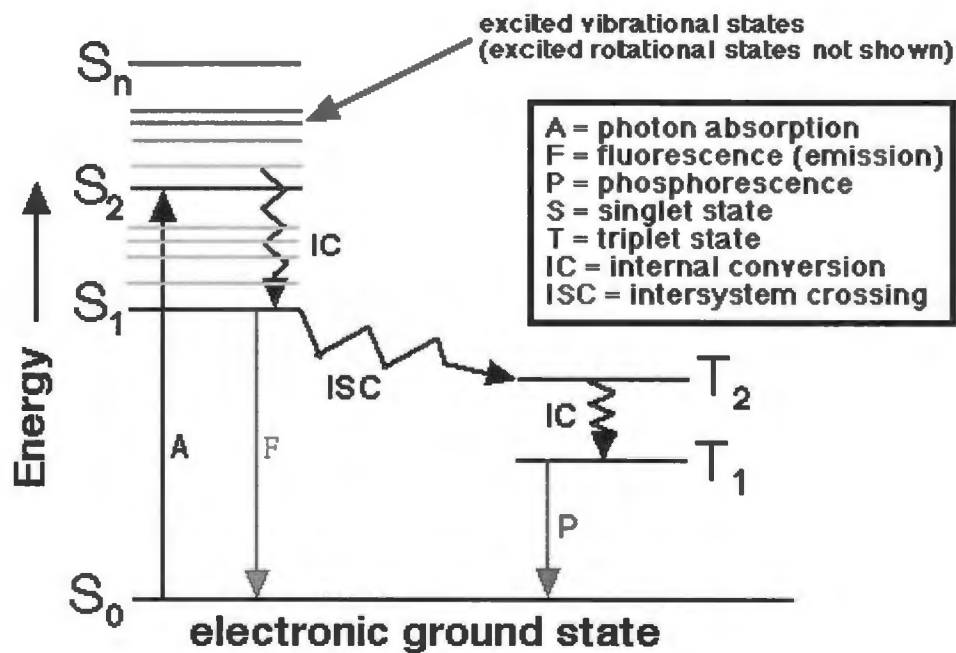 excited vibrational states
(excited rotational states not shown)
Sn
A = photon absorption
F = fluorescence (emission)
P = phosphorescence
S = singlet state
T = triplet state
IC = internal conversion
ISC = intersystem crossing
S2
IC
S1
ISC
T2
IC
T1
Energy
A
F
P
S0
electronic ground state